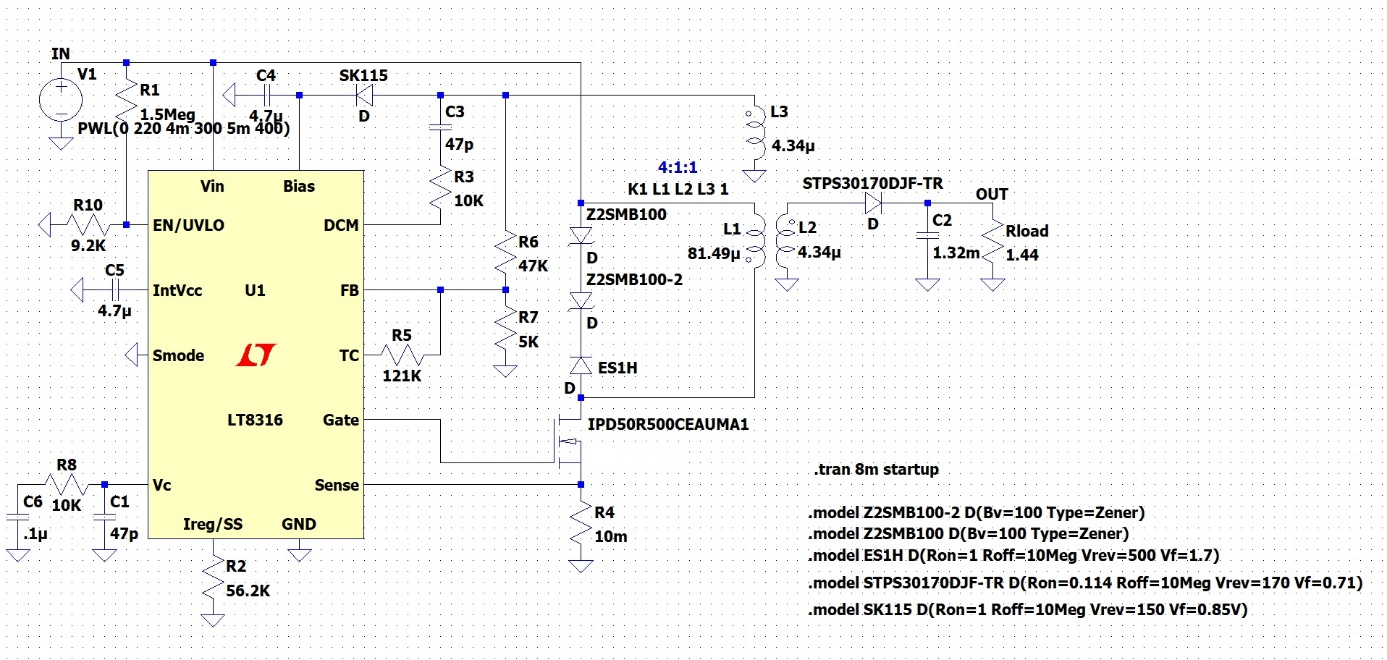 IN
V1
PWL(0 220 4m 300 5m 400)
R1
1.5Meg
C4
4.7µ
SK115
D
C3
47p
R3
10K
L3
4.34µ
4:1:1
K1 L1 L2 L3 1
Vin
Bias
R10
9.2K
EN/UVLO
DCM
R6
47K
Z2SMB100
D
L1
81.49µ
L2
4.34µ
STPS30170DJF-TR
D
OUT
C2
1.32m
Rload
1.44
C5
4.7µ
IntVcc
U1
FB
Z2SMB100-2
D
R7
5K
Smode
TC
R5
121K
ES1H
D
LT8316
Gate
IPD50R500CEAUMA1
R8
10K
C6
.1µ
C1
47p
Vc
Sense
R4
10m
Ireg/SS
GND
R2
56.2K
.tran 8m startup
.model Z2SMB100-2 D(Bv=100 Type=Zener)
.model Z2SMB100 D(Bv=100 Type=Zener)
.model ES1H D(Ron=1 Roff=10Meg Vrev=500 Vf=1.7)
.model STPS30170DJF-TR D(Ron=0.114 Roff=10Meg Vrev=170 Vf=0.71)
.model SK115 D(Ron=1 Roff=10Meg Vrev=150 Vf=0.85V)